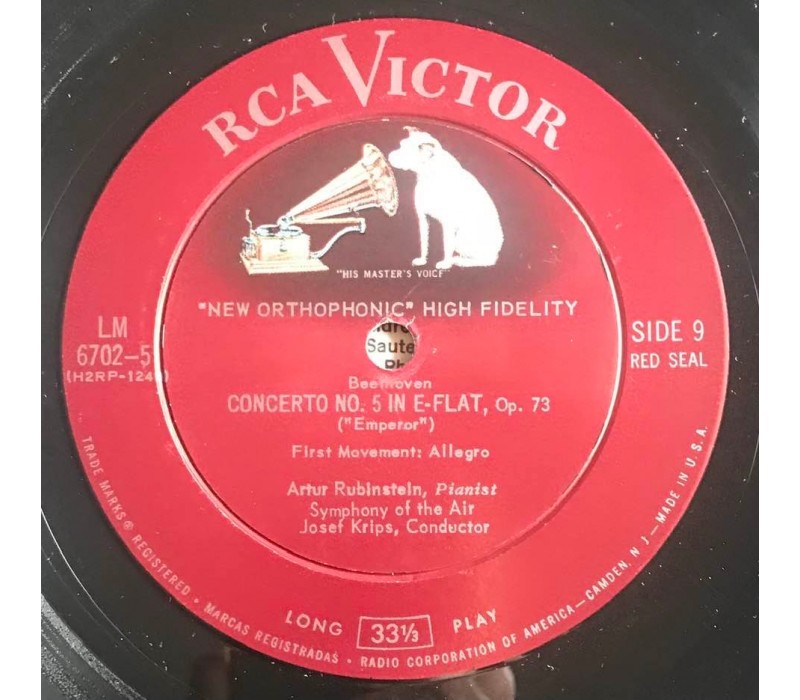 RCA VICTOR
"HIS MASTER'S VOICE"
"NEW ORTHOPHONIC" HIGH FIDELITY
LM
6702-5
SIDE 9
RED SEAL
Saute
Beethoven
CONCERTO NO. 5 IN E-FLAT, Op. 73
("Emperor")
First Movement: Allegro
Artur Rubinstein, Pianist
Symphony of the Air
Josef Krips, Conductor
LONG 33⅓ PLAY
TRADE MARKS® REGISTERED • MARCAS REGISTRADAS • RADIO CORPORATION OF AMERICA—CAMDEN, N J—MADE IN U.S.A.